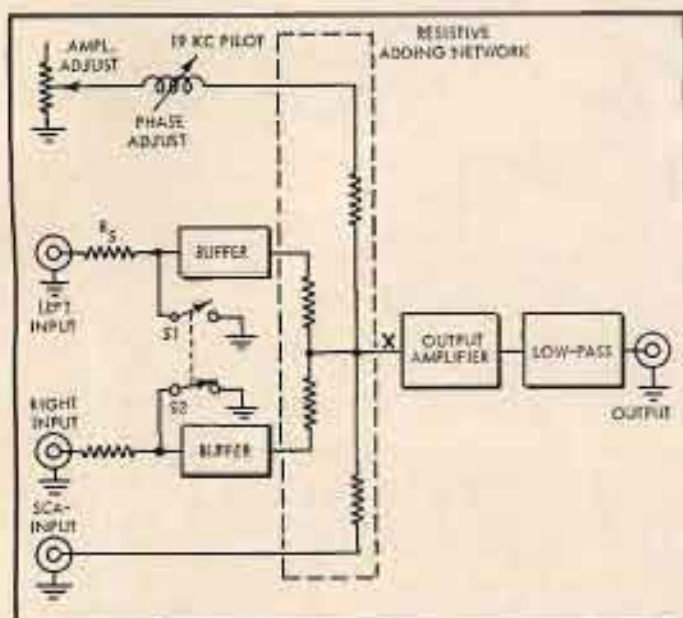 AMPL.
ADJUST
19 KC PILOT
PHASE
ADJUST
RESISTIVE
ADDING NETWORK
RS
BUFFER
LEFT
INPUT
S1
X
OUTPUT
AMPLIFIER
LOW-PASS
S2
OUTPUT
RIGHT
INPUT
BUFFER
SCA-
INPUT